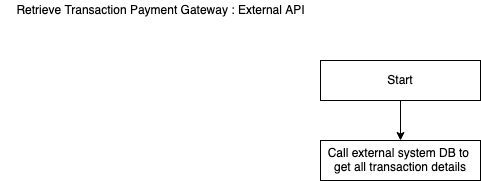 Retrieve Transaction Payment Gateway : External API
Start
Call external system DB to
get all transaction details